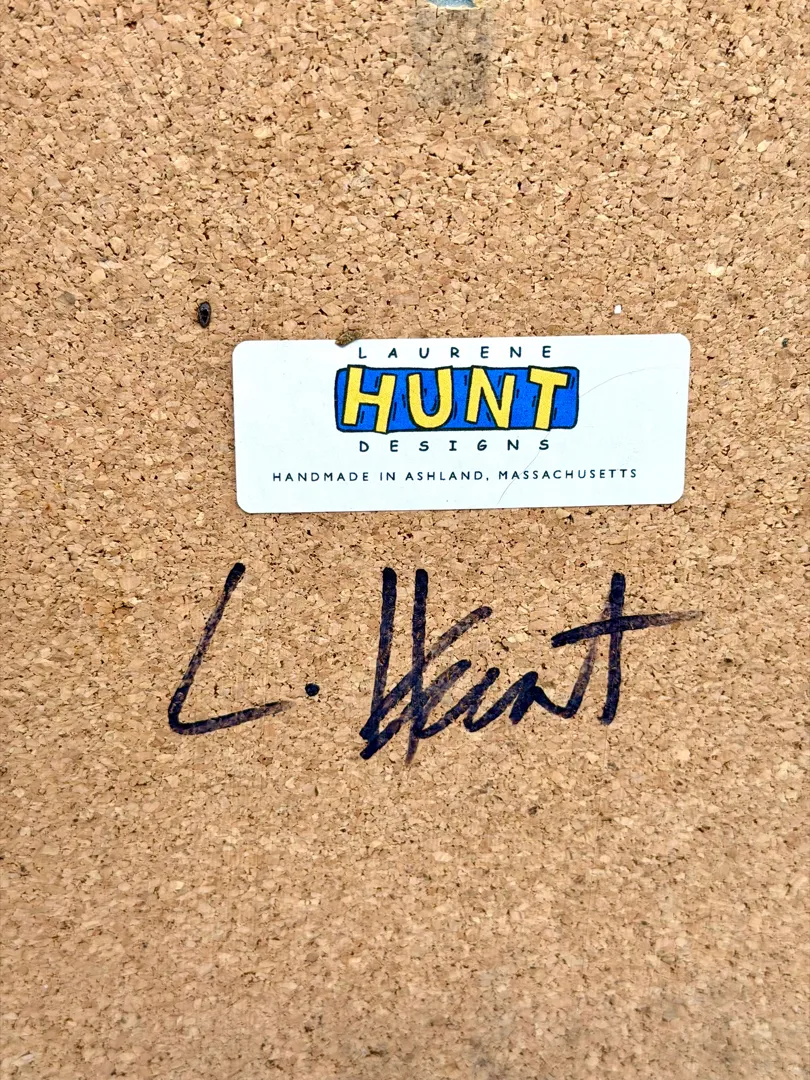 LAURENE
HUNT
DESIGNS
HANDMADE IN ASHLAND, MASSACHUSETTS
L. Hunt